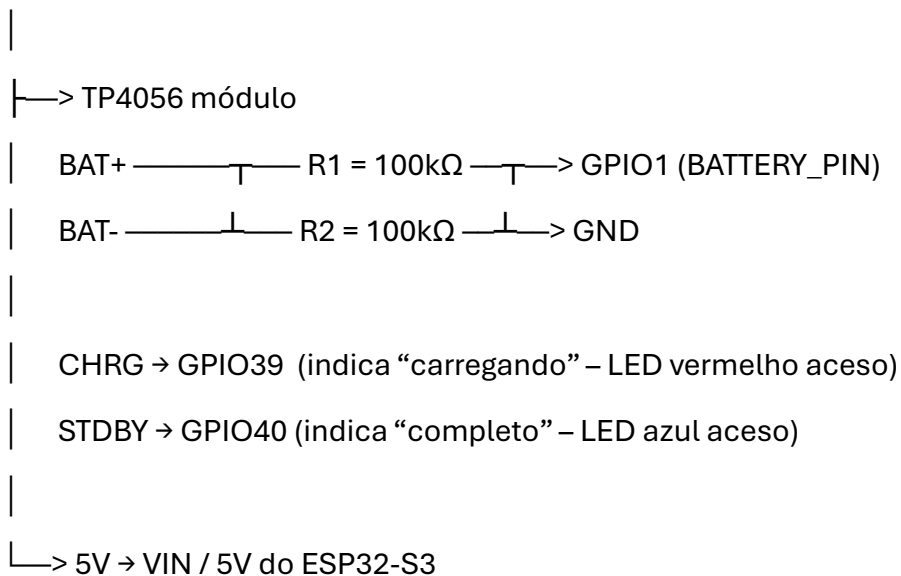 TP4056 módulo
BAT+ R1 = 100kΩ > GPIO1 (BATTERY_PIN)
BAT- R2 = 100kΩ > GND
CHRG → GPIO39 (indica “carregando” – LED vermelho aceso)
STDBY → GPIO40 (indica “completo” – LED azul aceso)
5V → VIN / 5V do ESP32-S3